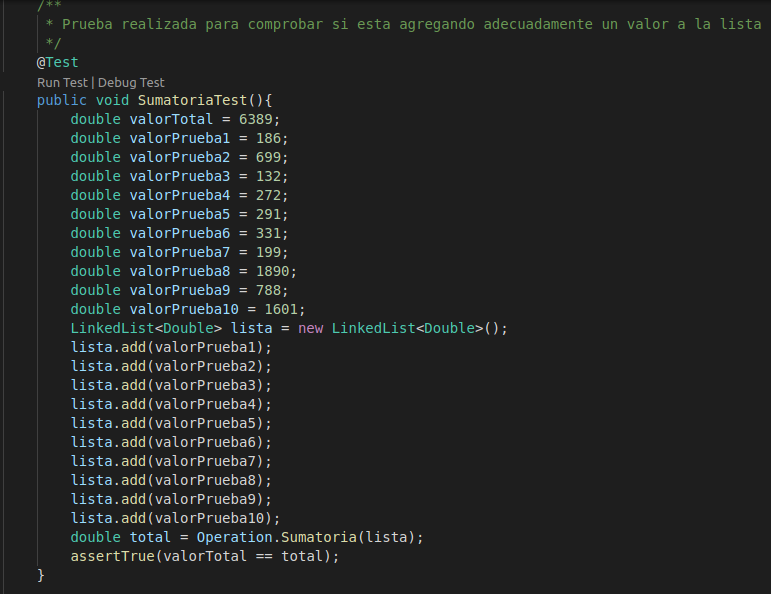 /**
* Prueba realizada para comprobar si esta agregando adecuadamente un valor a la lista
*/
@Test
Run Test | Debug Test
public void SumatoriaTest(){
double valorTotal = 6389;
double valorPrueba1 = 186;
double valorPrueba2 = 699;
double valorPrueba3 = 132;
double valorPrueba4 = 272;
double valorPrueba5 = 291;
double valorPrueba6 = 331;
double valorPrueba7 = 199;
double valorPrueba8 = 1890;
double valorPrueba9 = 788;
double valorPrueba10 = 1601;
LinkedList<Double> lista = new LinkedList<Double>();
lista.add(valorPrueba1);
lista.add(valorPrueba2);
lista.add(valorPrueba3);
lista.add(valorPrueba4);
lista.add(valorPrueba5);
lista.add(valorPrueba6);
lista.add(valorPrueba7);
lista.add(valorPrueba8);
lista.add(valorPrueba9);
lista.add(valorPrueba10);
double total = Operation.Sumatoria(lista);
assertTrue(valorTotal == total);
}